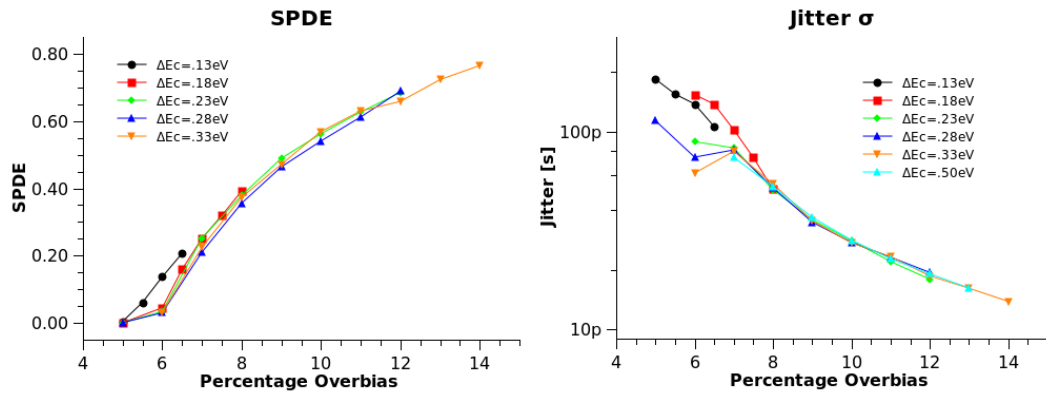 SPDE
SPDE
0.80
0.60
0.40
0.20
0.00
4 6 8 10 12 14
Percentage Overbias
ΔEc=.13eV
ΔEc=.18eV
ΔEc=.23eV
ΔEc=.28eV
ΔEc=.33eV
Jitter σ
Jitter [s]
100p
10p
4 6 8 10 12 14
Percentage Overbias
ΔEc=.13eV
ΔEc=.18eV
ΔEc=.23eV
ΔEc=.28eV
ΔEc=.33eV
ΔEc=.50eV